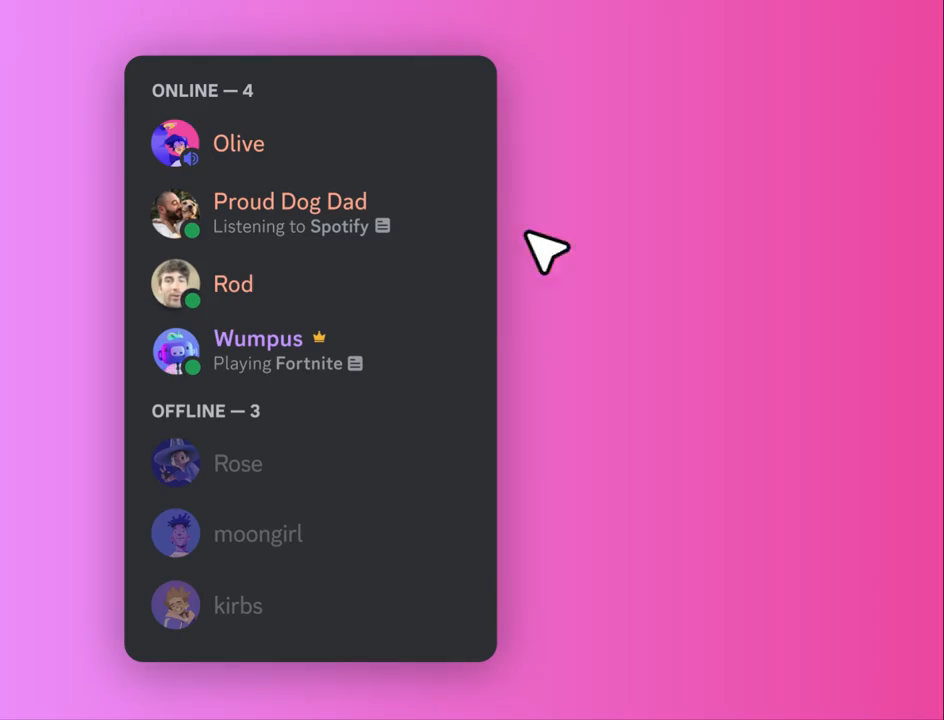 ONLINE — 4
Olive
Proud Dog Dad
Listening to Spotify
Rod
Wumpus
Playing Fortnite
OFFLINE — 3
Rose
moongirl
kirbs